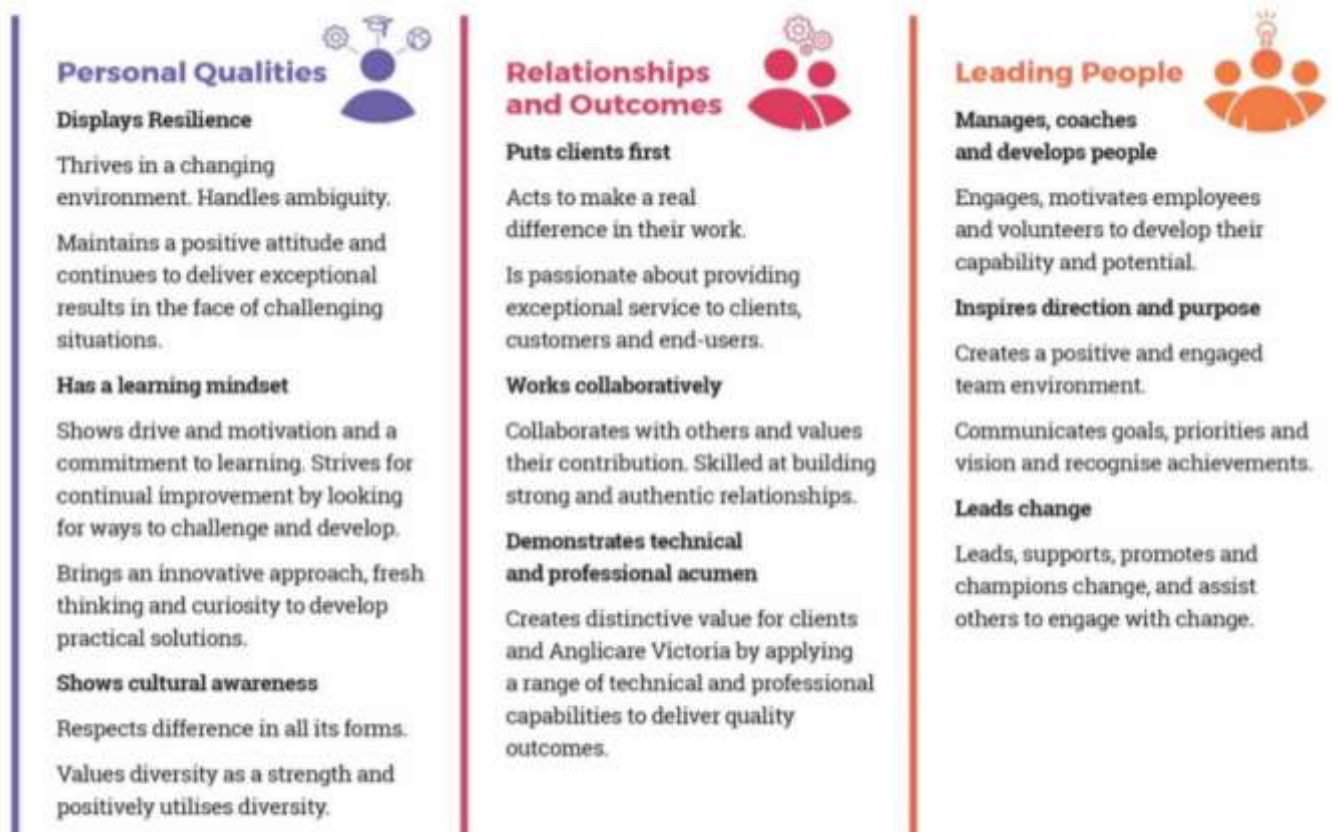 Personal Qualities
Displays Resilience
Thrives in a changing
environment. Handles ambiguity.
Maintains a positive attitude and
continues to deliver exceptional
results in the face of challenging
situations.
Has a learning mindset
Shows drive and motivation and a
commitment to learning. Strives for
continual improvement by looking
for ways to challenge and develop.
Brings an innovative approach, fresh
thinking and curiosity to develop
practical solutions.
Shows cultural awareness
Respects difference in all its forms.
Values diversity as a strength and
positively utilises diversity.
Relationships
and Outcomes
Puts clients first
Acts to make a real
difference in their work.
Is passionate about providing
exceptional service to clients,
customers and end-users.
Works collaboratively
Collaborates with others and values
their contribution. Skilled at building
strong and authentic relationships.
Demonstrates technical
and professional acumen
Creates distinctive value for clients
and Anglicare Victoria by applying
a range of technical and professional
capabilities to deliver quality
outcomes.
Leading People
Manages, coaches
and develops people
Engages, motivates employees
and volunteers to develop their
capability and potential.
Inspires direction and purpose
Creates a positive and engaged
team environment.
Communicates goals, priorities and
vision and recognise achievements.
Leads change
Leads, supports, promotes and
champions change, and assist
others to engage with change.